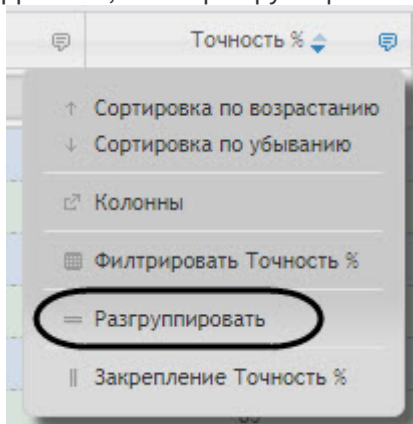 Точность %
Сортировка по возрастанию
Сортировка по убыванию
Колонны
Филтрировать Точность %
Разгруппировать
Закрепление Точность %